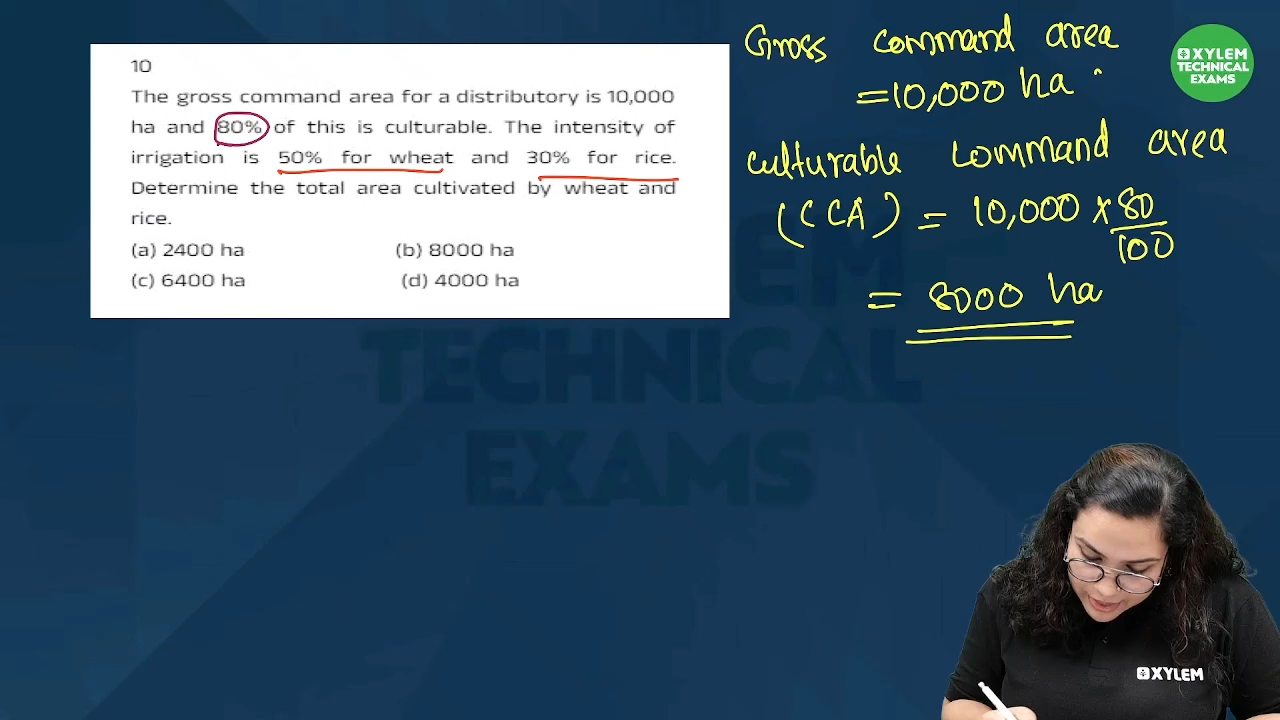 10
The gross command area for a distributory is 10,000
ha and 80% of this is culturable. The intensity of
irrigation is 50% for wheat and 30% for rice.
Determine the total area cultivated by wheat and
rice.
(a) 2400 ha (b) 8000 ha
(c) 6400 ha (d) 4000 ha
Gross command area
= 10,000 ha
Culturable command area
(CCA) = 10,000 × 80/100
= 8000 ha
XYLEM
TECHNICAL
EXAMS
XYLEM
TECHNICAL
EXAMS
XYLEM